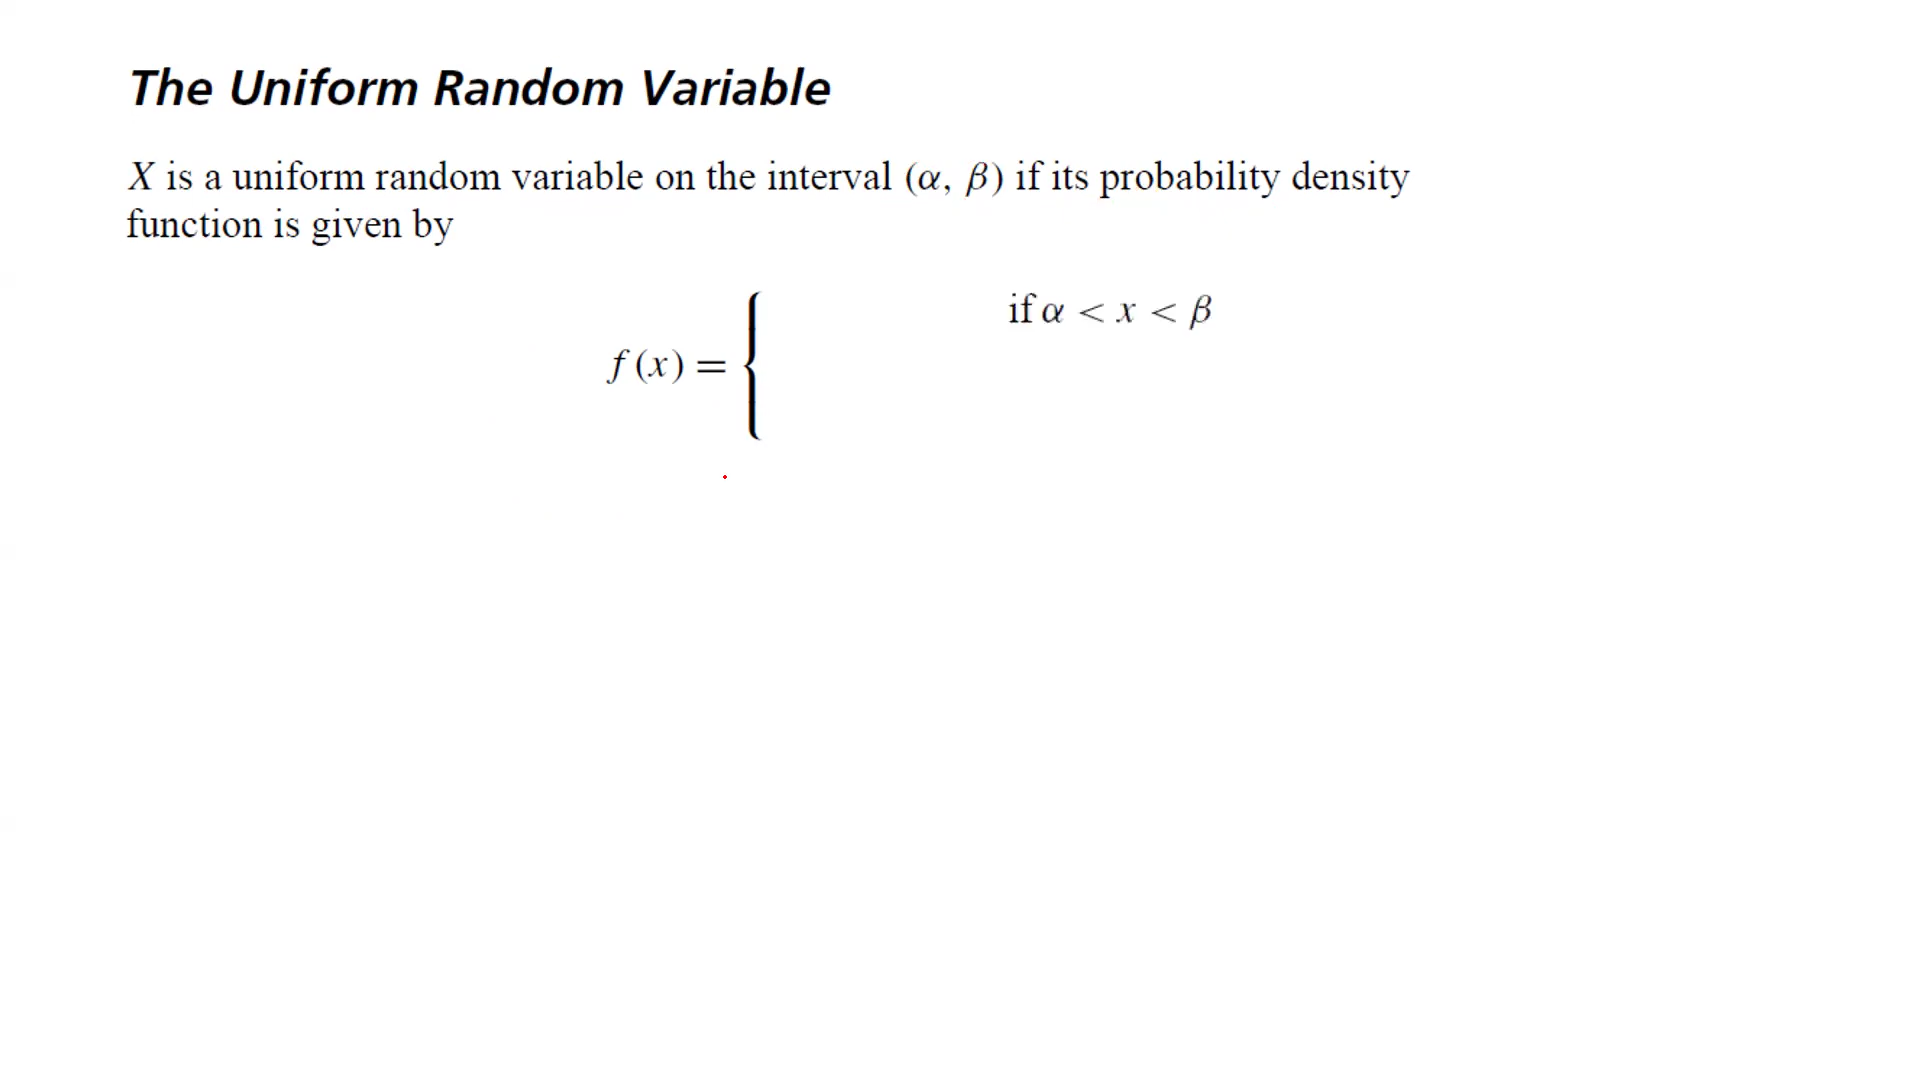 The Uniform Random Variable
X is a uniform random variable on the interval (α, β) if its probability density
function is given by
if α < x < β
f(x) = {